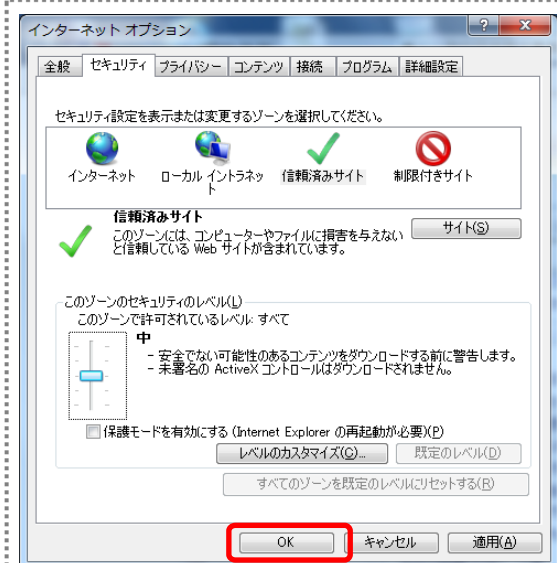 インターネット オプション
全般 セキュリティ プライバシー コンテンツ 接続 プログラム 詳細設定
セキュリティ設定を表示または変更するゾーンを選択してください。
インターネット ローカル イントラネッ 信頼済みサイト 制限付きサイト
ト
信頼済みサイト
このゾーンには、コンピューターやファイルに損害を与えない サイト(S)
と信頼している Web サイトが含まれています。
このゾーンのセキュリティのレベル(L)
このゾーンで許可されているレベル: すべて
中
- 安全でない可能性のあるコンテンツをダウンロードする前に警告します。
- 未署名の ActiveX コントロールはダウンロードされません。
保護モードを有効にする (Internet Explorer の再起動が必要)(P)
レベルのカスタマイズ(C)... 既定のレベル(D)
すべてのゾーンを既定のレベルにリセットする(R)
OK キャンセル 適用(A)